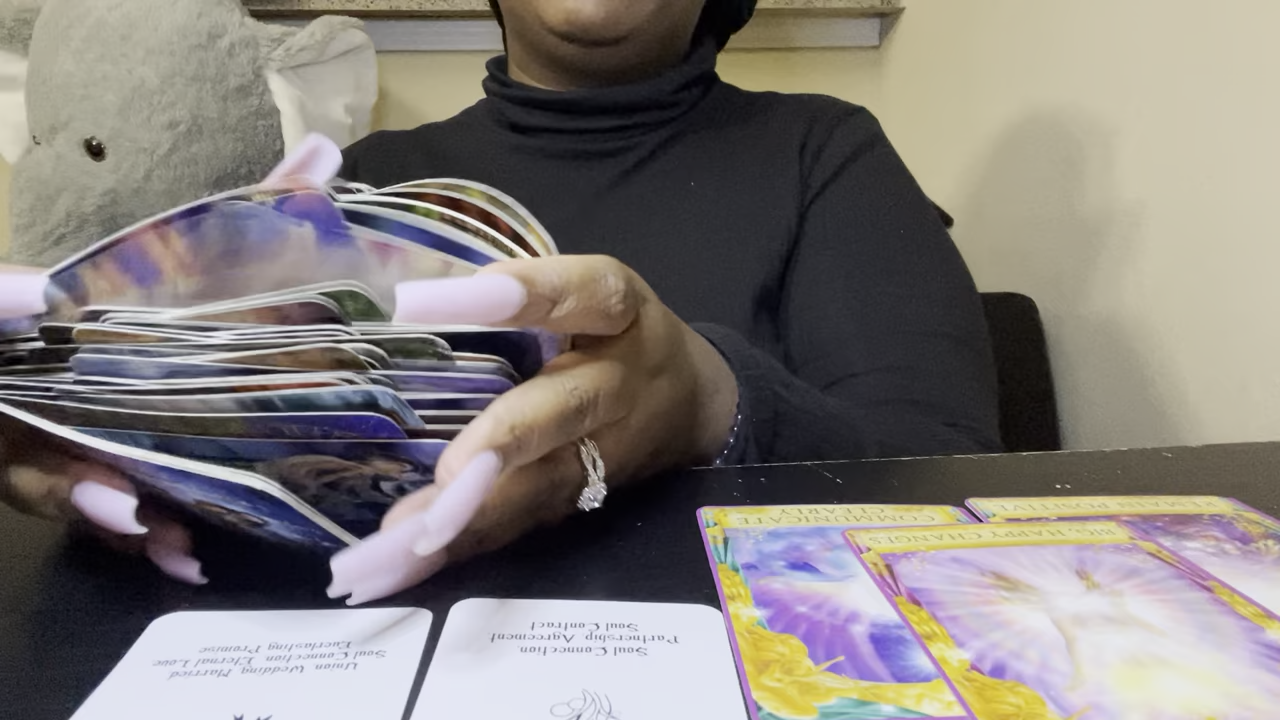 Union, Wedding, Married
Soul Connection, Eternal Love
Everlasting Promise
Soul Connection,
Partnership, Agreement
Soul Contract
COMMUNICATE
CLEARLY
BIG HAPPY CHANGES
POSITIVE